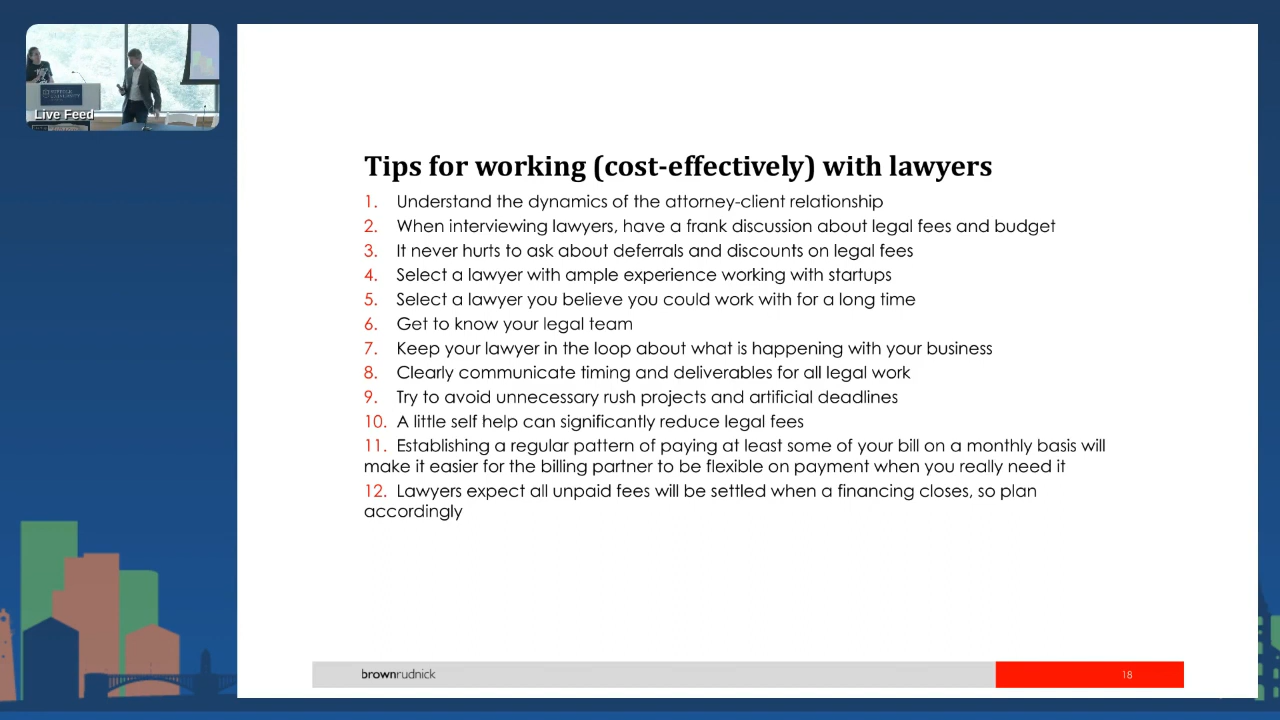 Live Feed
Tips for working (cost-effectively) with lawyers
1. Understand the dynamics of the attorney-client relationship
2. When interviewing lawyers, have a frank discussion about legal fees and budget
3. It never hurts to ask about deferrals and discounts on legal fees
4. Select a lawyer with ample experience working with startups
5. Select a lawyer you believe you could work with for a long time
6. Get to know your legal team
7. Keep your lawyer in the loop about what is happening with your business
8. Clearly communicate timing and deliverables for all legal work
9. Try to avoid unnecessary rush projects and artificial deadlines
10. A little self help can significantly reduce legal fees
11. Establishing a regular pattern of paying at least some of your bill on a monthly basis will
make it easier for the billing partner to be flexible on payment when you really need it
12. Lawyers expect all unpaid fees will be settled when a financing closes, so plan
accordingly
brownrudnick
18